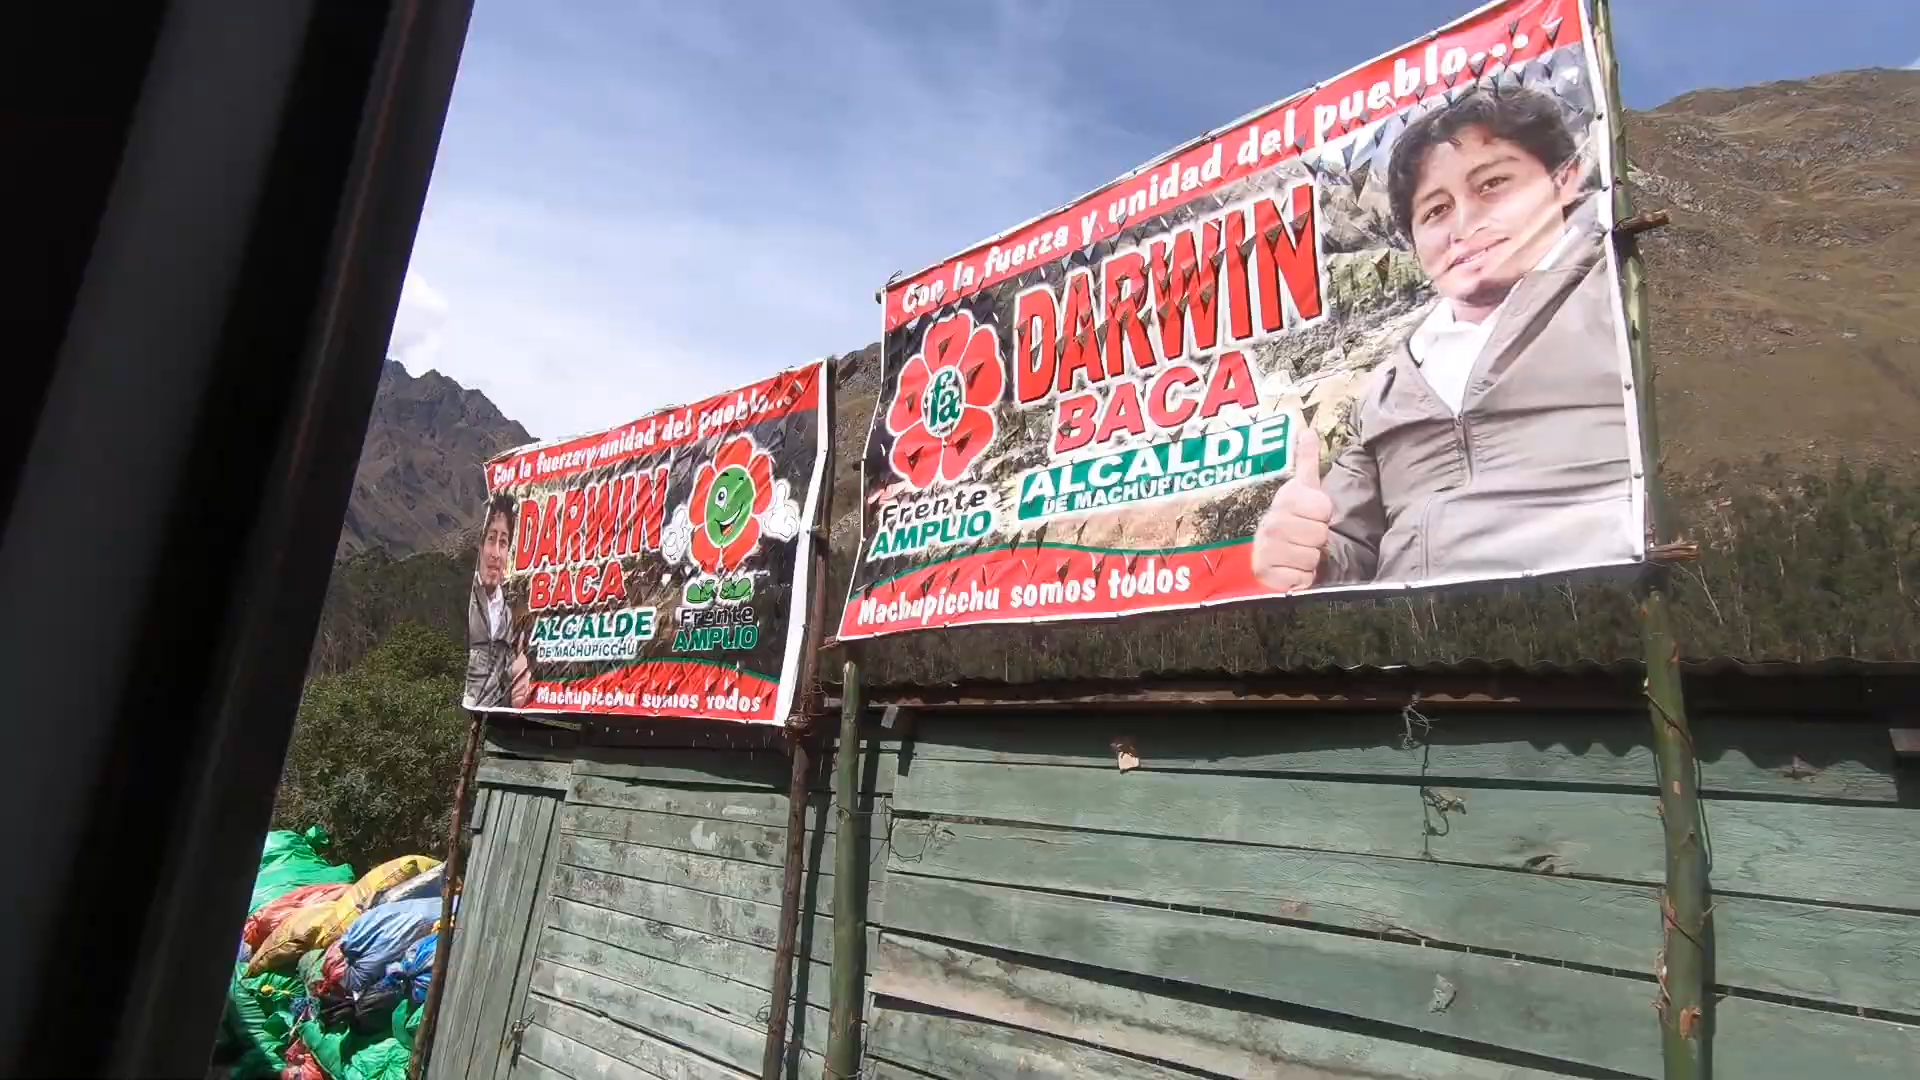 Con la fuerza y unidad del pueblo...
DARWIN
BACA
ALCALDE
DE MACHUPICCHU
Frente
AMPLIO
Machupicchu somos todos
Con la fuerza y unidad del pueblo...
fa
DARWIN
BACA
ALCALDE
DE MACHUPICCHU
Frente
AMPLIO
Machupicchu somos todos